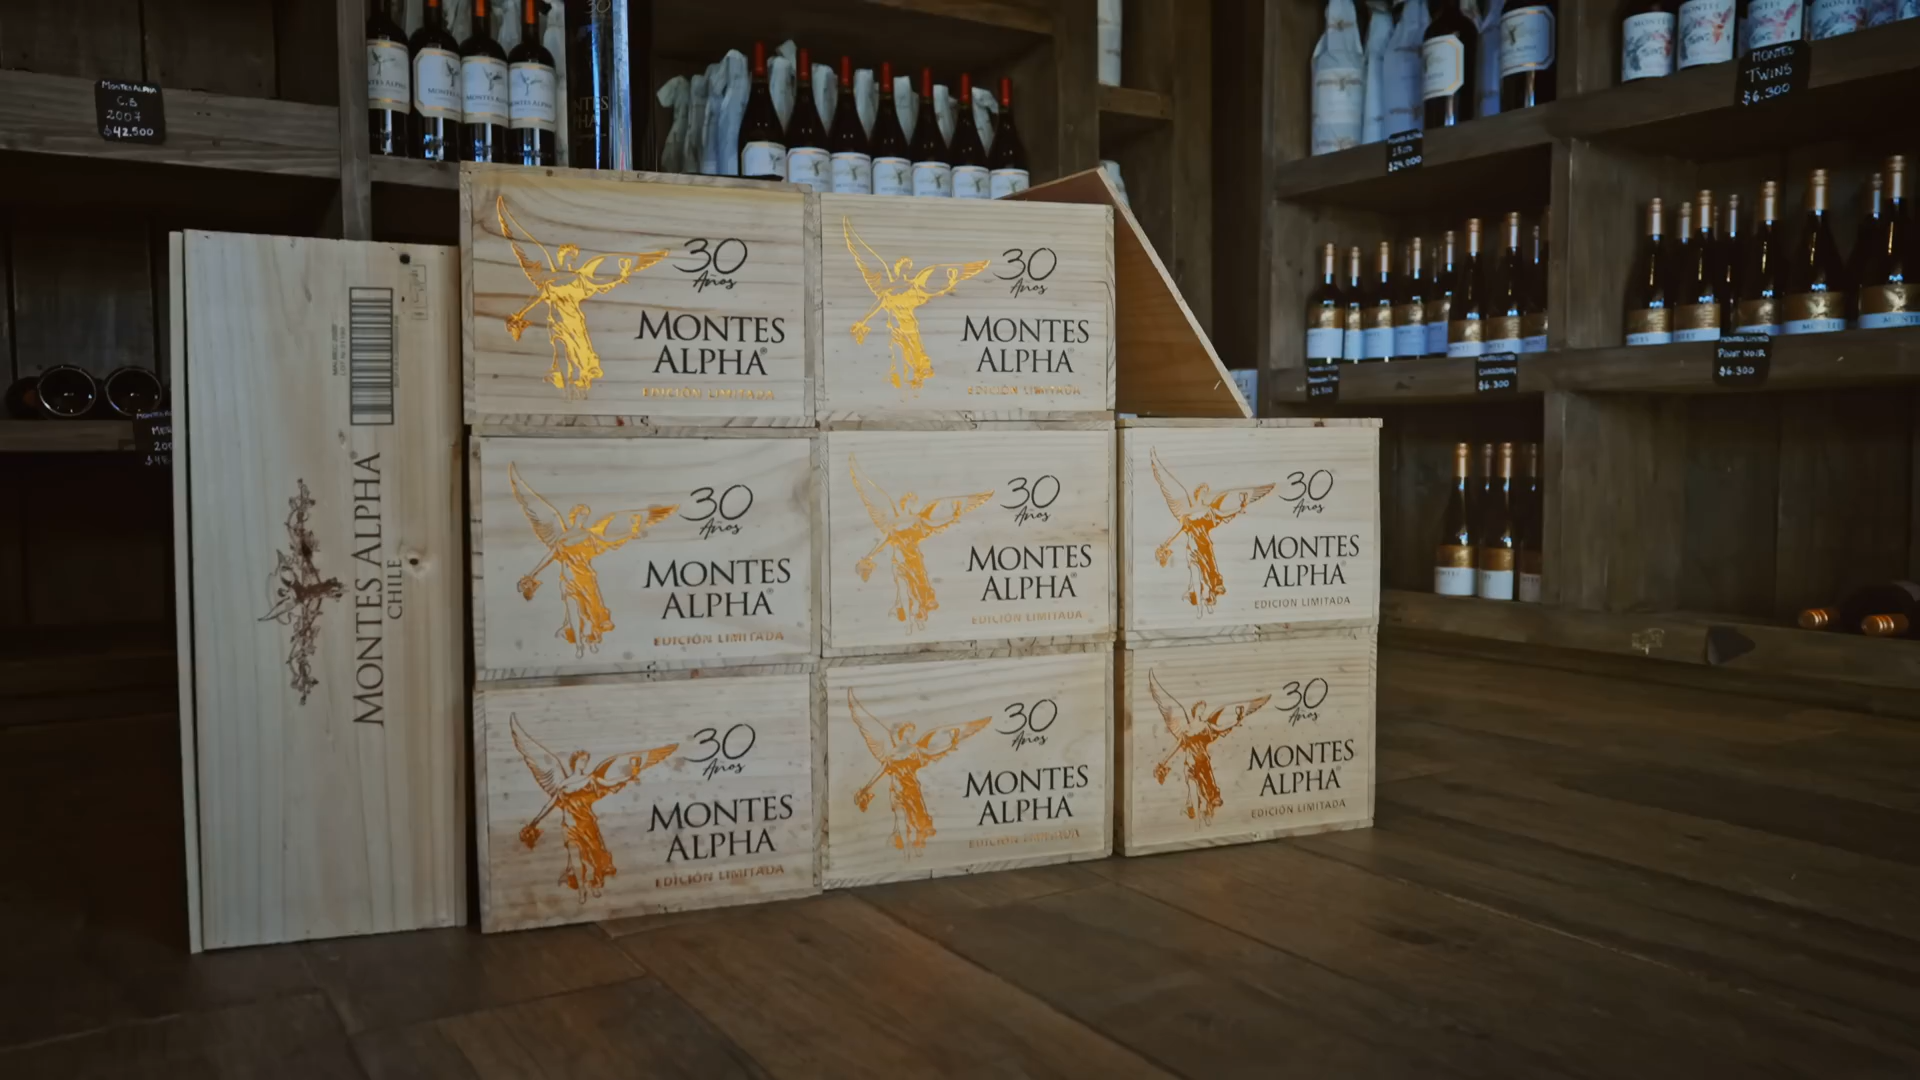 MONTES ALPHA
C.S
2007
$42.500
MONTES
TWINS
$6.300
$24.000
30
Años
MONTES
ALPHA®
EDICIÓN LIMITADA
30
Años
MONTES
ALPHA®
EDICIÓN LIMITADA
30
Años
MONTES
ALPHA®
EDICIÓN LIMITADA
30
Años
MONTES
ALPHA®
EDICIÓN LIMITADA
30
Años
MONTES
ALPHA®
EDICIÓN LIMITADA
30
Años
MONTES
ALPHA®
EDICIÓN LIMITADA
30
Años
MONTES
ALPHA®
EDICIÓN LIMITADA
30
Años
MONTES
ALPHA®
EDICIÓN LIMITADA
MONTES ALPHA®
CHILE
CHARDONNAY
$6.300
PINOT NOIR
$6.300